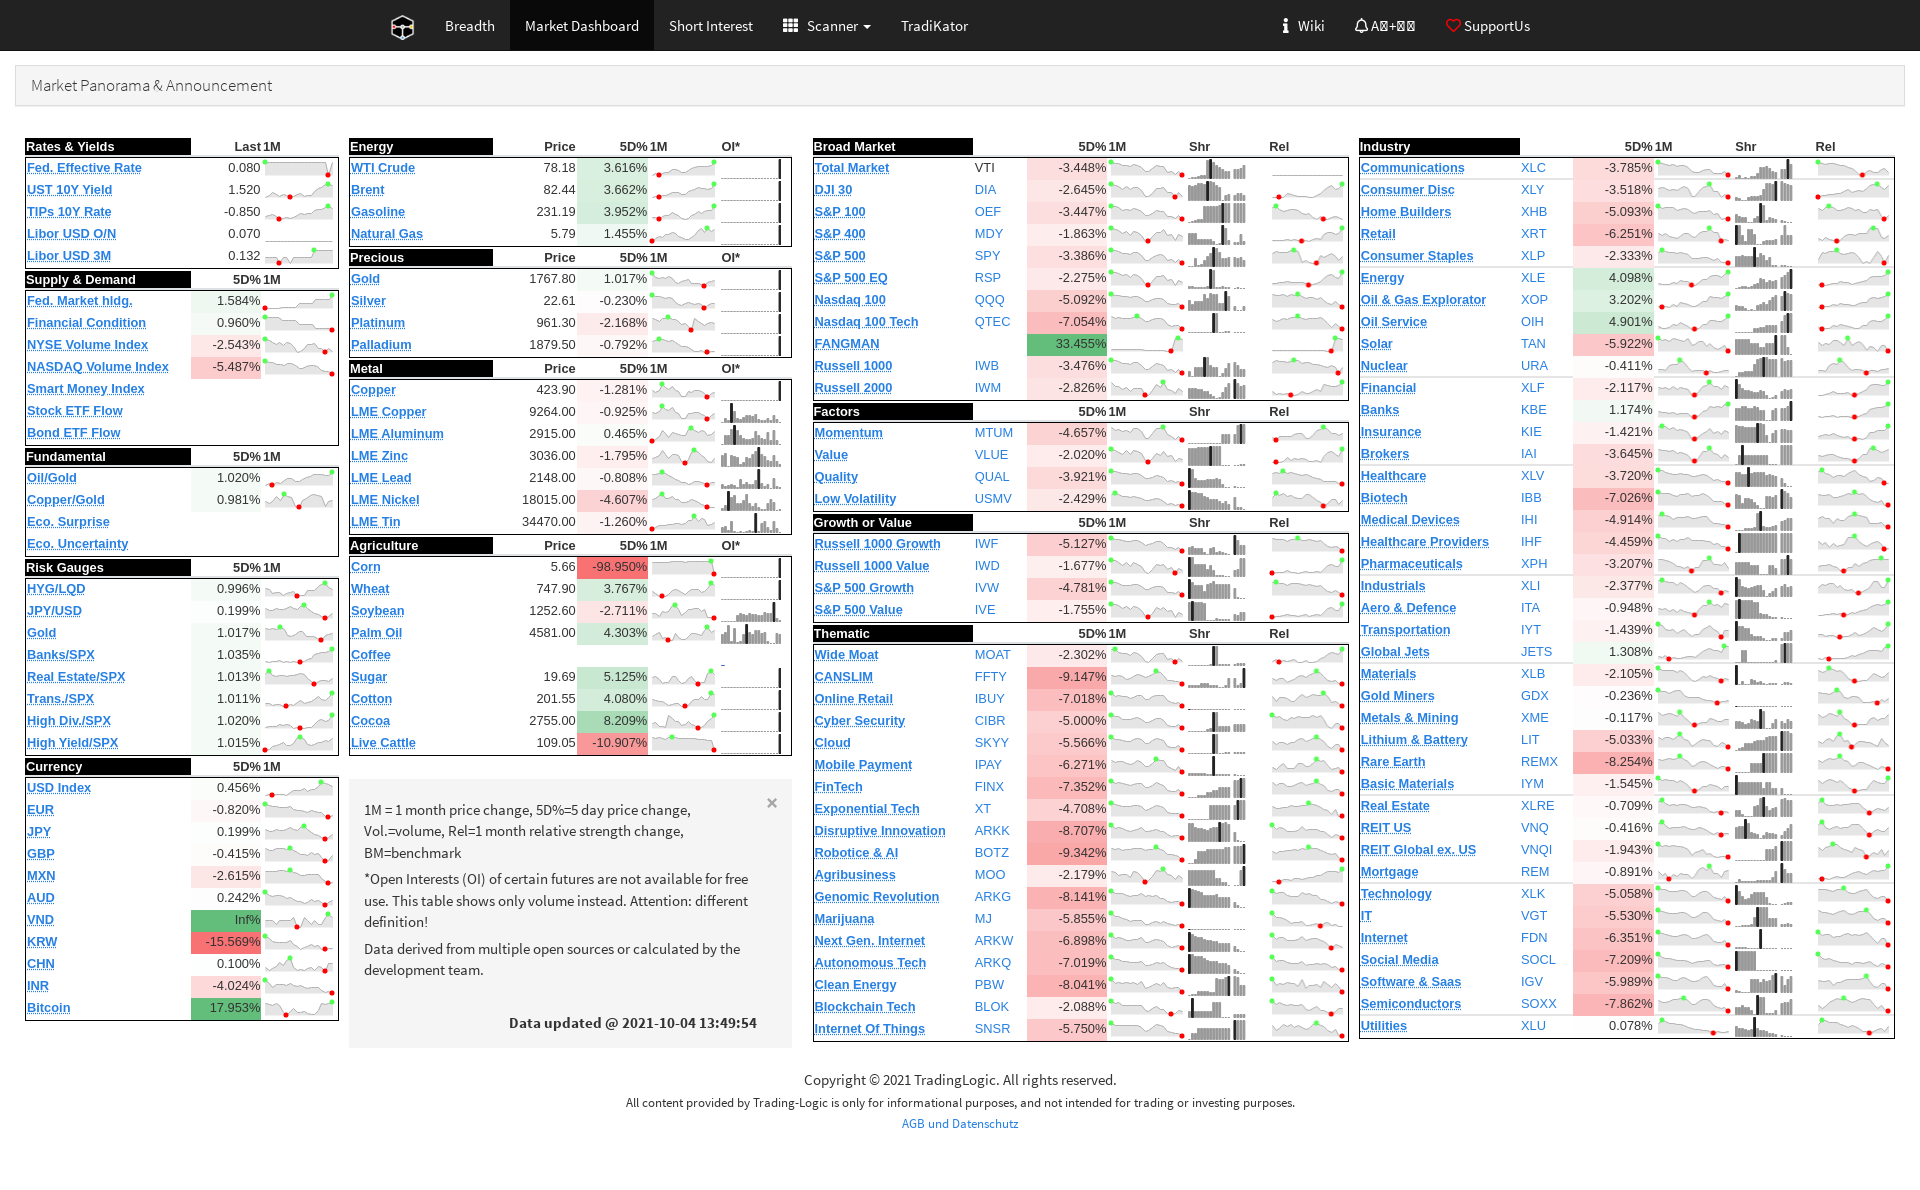 Breadth
Market Dashboard
Short Interest
Scanner
TradiKator
Wiki
SupportUs
Market Panorama & Announcement
Rates & Yields Last 1M
Fed. Effective Rate 0.080
UST 10Y Yield 1.520
TIPs 10Y Rate -0.850
Libor USD O/N 0.070
Libor USD 3M 0.132
Supply & Demand 5D% 1M
Fed. Market hldg. 1.584%
Financial Condition 0.960%
NYSE Volume Index -2.543%
NASDAQ Volume Index -5.487%
Smart Money Index
Stock ETF Flow
Bond ETF Flow
Fundamental 5D% 1M
Oil/Gold 1.020%
Copper/Gold 0.981%
Eco. Surprise
Eco. Uncertainty
Risk Gauges 5D% 1M
HYG/LQD 0.996%
JPY/USD 0.199%
Gold 1.017%
Banks/SPX 1.035%
Real Estate/SPX 1.013%
Trans./SPX 1.011%
High Div./SPX 1.020%
High Yield/SPX 1.015%
Currency 5D% 1M
USD Index 0.456%
EUR -0.820%
JPY 0.199%
GBP -0.415%
MXN -2.615%
AUD 0.242%
VND Inf%
KRW -15.569%
CHN 0.100%
INR -4.024%
Bitcoin 17.953%
Energy Price 5D% 1M OI*
WTI Crude 78.18 3.616%
Brent 82.44 3.662%
Gasoline 231.19 3.952%
Natural Gas 5.79 1.455%
Precious Price 5D% 1M OI*
Gold 1767.80 1.017%
Silver 22.61 -0.230%
Platinum 961.30 -2.168%
Palladium 1879.50 -0.792%
Metal Price 5D% 1M OI*
Copper 423.90 -1.281%
LME Copper 9264.00 -0.925%
LME Aluminum 2915.00 0.465%
LME Zinc 3036.00 -1.795%
LME Lead 2148.00 -0.808%
LME Nickel 18015.00 -4.607%
LME Tin 34470.00 -1.260%
Agriculture Price 5D% 1M OI*
Corn 5.66 -98.950%
Wheat 747.90 3.767%
Soybean 1252.60 -2.711%
Palm Oil 4581.00 4.303%
Coffee
Sugar 19.69 5.125%
Cotton 201.55 4.080%
Cocoa 2755.00 8.209%
Live Cattle 109.05 -10.907%
×
1M = 1 month price change, 5D%=5 day price change,
Vol.=volume, Rel=1 month relative strength change,
BM=benchmark
*Open Interests (OI) of certain futures are not available for free
use. This table shows only volume instead. Attention: different
definition!
Data derived from multiple open sources or calculated by the
development team.
Data updated @ 2021-10-04 13:49:54
Broad Market 5D% 1M Shr Rel
Total Market VTI -3.448%
DJI 30 DIA -2.645%
S&P 100 OEF -3.447%
S&P 400 MDY -1.863%
S&P 500 SPY -3.386%
S&P 500 EQ RSP -2.275%
Nasdaq 100 QQQ -5.092%
Nasdaq 100 Tech QTEC -7.054%
FANGMAN 33.455%
Russell 1000 IWB -3.476%
Russell 2000 IWM -2.826%
Factors 5D% 1M Shr Rel
Momentum MTUM -4.657%
Value VLUE -2.020%
Quality QUAL -3.921%
Low Volatility USMV -2.429%
Growth or Value 5D% 1M Shr Rel
Russell 1000 Growth IWF -5.127%
Russell 1000 Value IWD -1.677%
S&P 500 Growth IVW -4.781%
S&P 500 Value IVE -1.755%
Thematic 5D% 1M Shr Rel
Wide Moat MOAT -2.302%
CANSLIM FFTY -9.147%
Online Retail IBUY -7.018%
Cyber Security CIBR -5.000%
Cloud SKYY -5.566%
Mobile Payment IPAY -6.271%
FinTech FINX -7.352%
Exponential Tech XT -4.708%
Disruptive Innovation ARKK -8.707%
Robotice & AI BOTZ -9.342%
Agribusiness MOO -2.179%
Genomic Revolution ARKG -8.141%
Marijuana MJ -5.855%
Next Gen. Internet ARKW -6.898%
Autonomous Tech ARKQ -7.019%
Clean Energy PBW -8.041%
Blockchain Tech BLOK -2.088%
Internet Of Things SNSR -5.750%
Industry 5D% 1M Shr Rel
Communications XLC -3.785%
Consumer Disc XLY -3.518%
Home Builders XHB -5.093%
Retail XRT -6.251%
Consumer Staples XLP -2.333%
Energy XLE 4.098%
Oil & Gas Explorator XOP 3.202%
Oil Service OIH 4.901%
Solar TAN -5.922%
Nuclear URA -0.411%
Financial XLF -2.117%
Banks KBE 1.174%
Insurance KIE -1.421%
Brokers IAI -3.645%
Healthcare XLV -3.720%
Biotech IBB -7.026%
Medical Devices IHI -4.914%
Healthcare Providers IHF -4.459%
Pharmaceuticals XPH -3.207%
Industrials XLI -2.377%
Aero & Defence ITA -0.948%
Transportation IYT -1.439%
Global Jets JETS 1.308%
Materials XLB -2.105%
Gold Miners GDX -0.236%
Metals & Mining XME -0.117%
Lithium & Battery LIT -5.033%
Rare Earth REMX -8.254%
Basic Materials IYM -1.545%
Real Estate XLRE -0.709%
REIT US VNQ -0.416%
REIT Global ex. US VNQI -1.943%
Mortgage REM -0.891%
Technology XLK -5.058%
IT VGT -5.530%
Internet FDN -6.351%
Social Media SOCL -7.209%
Software & Saas IGV -5.989%
Semiconductors SOXX -7.862%
Utilities XLU 0.078%
Copyright © 2021 TradingLogic. All rights reserved.
All content provided by Trading-Logic is only for informational purposes, and not intended for trading or investing purposes.
AGB und Datenschutz